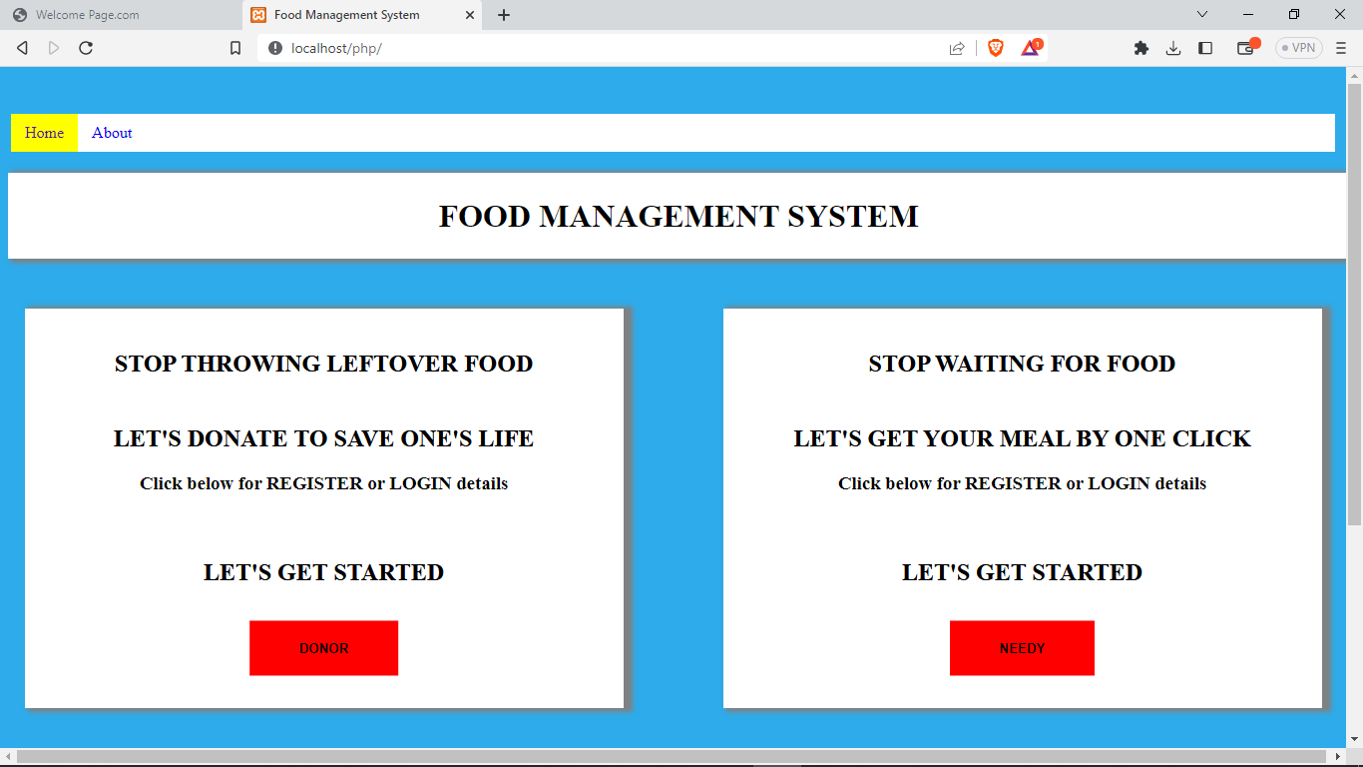 Welcome Page.com
Food Management System
localhost/php/
1
VPN
Home About
FOOD MANAGEMENT SYSTEM
STOP THROWING LEFTOVER FOOD
LET'S DONATE TO SAVE ONE'S LIFE
Click below for REGISTER or LOGIN details
LET'S GET STARTED
DONOR
STOP WAITING FOR FOOD
LET'S GET YOUR MEAL BY ONE CLICK
Click below for REGISTER or LOGIN details
LET'S GET STARTED
NEEDY